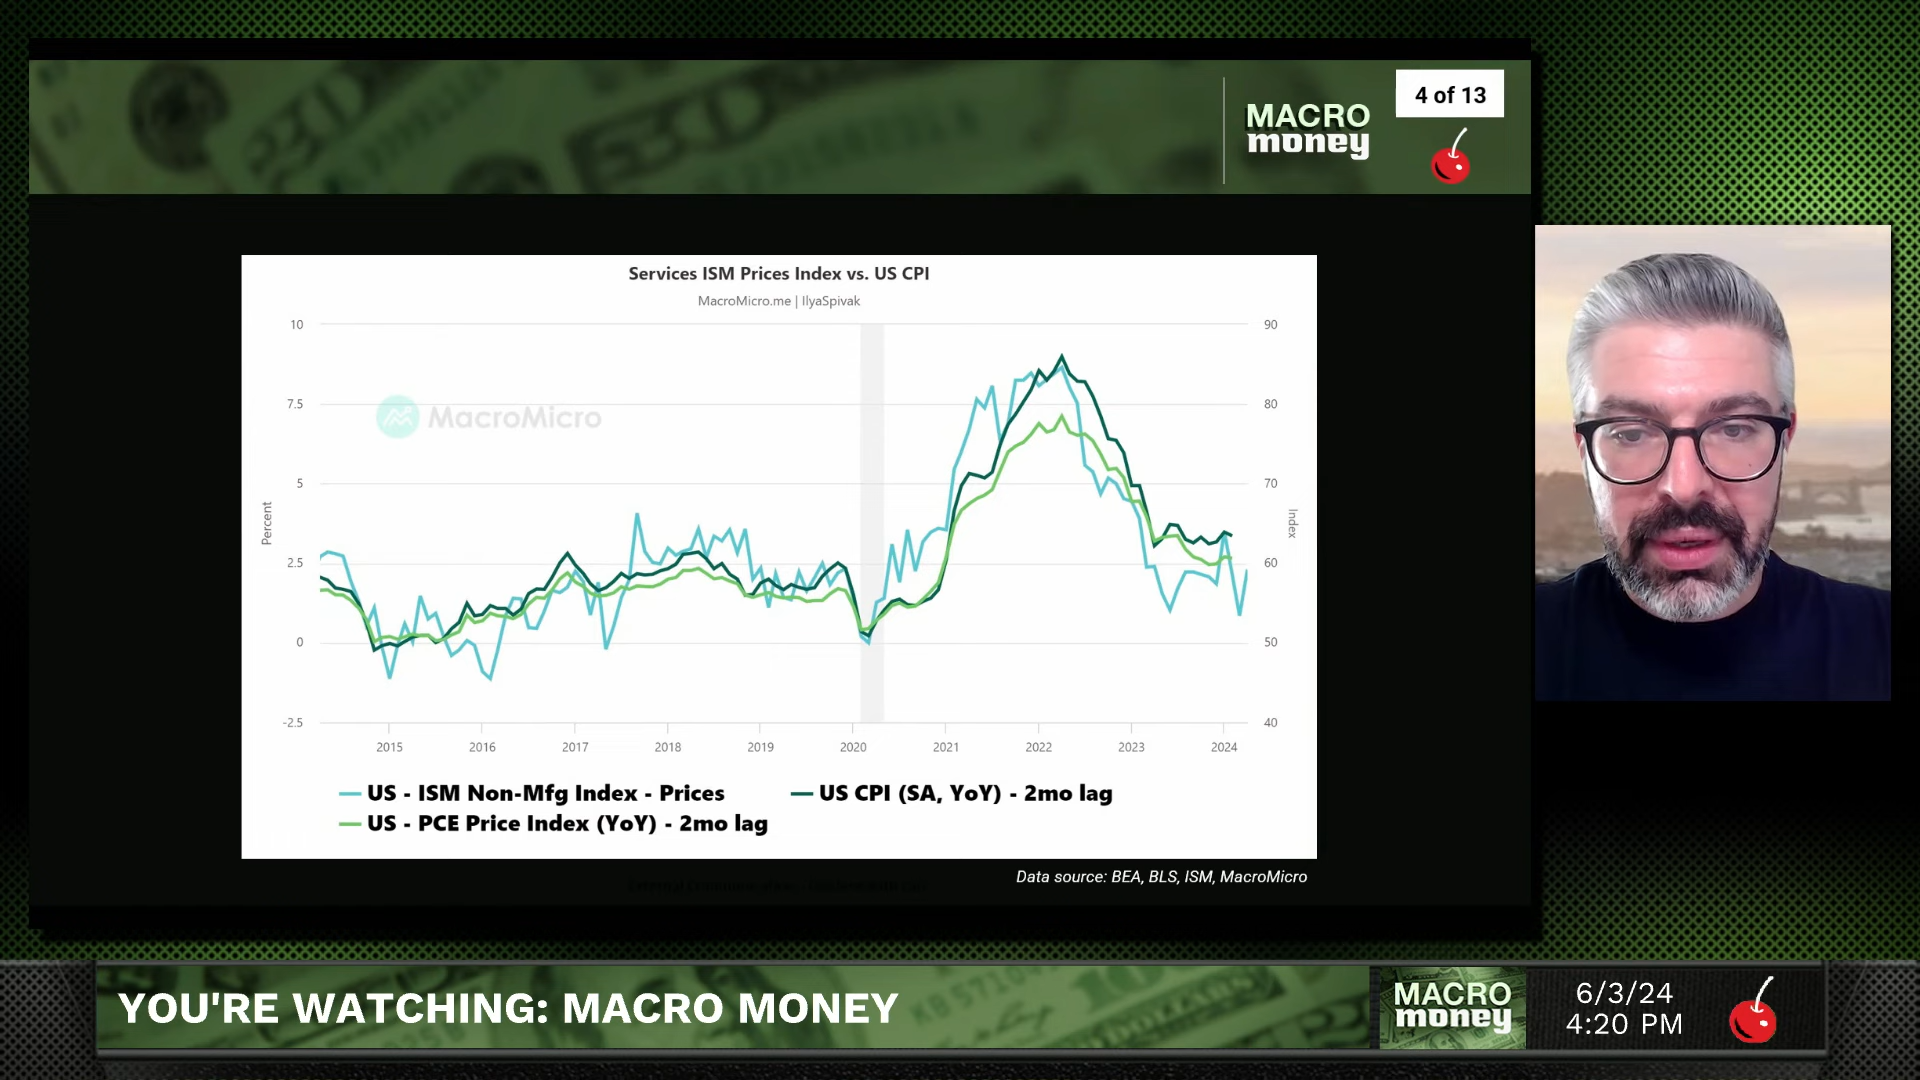 MACRO
money
4 of 13
Services ISM Prices Index vs. US CPI
MacroMicro.me | IlyaSpivak
10
7.5
5
2.5
0
-2.5
Percent
90
80
70
60
50
40
Index
MacroMicro
2015 2016 2017 2018 2019 2020 2021 2022 2023 2024
US - ISM Non-Mfg Index - Prices
US CPI (SA, YoY) - 2mo lag
US - PCE Price Index (YoY) - 2mo lag
Data source: BEA, BLS, ISM, MacroMicro
YOU'RE WATCHING: MACRO MONEY
MACRO
money
6/3/24
4:20 PM